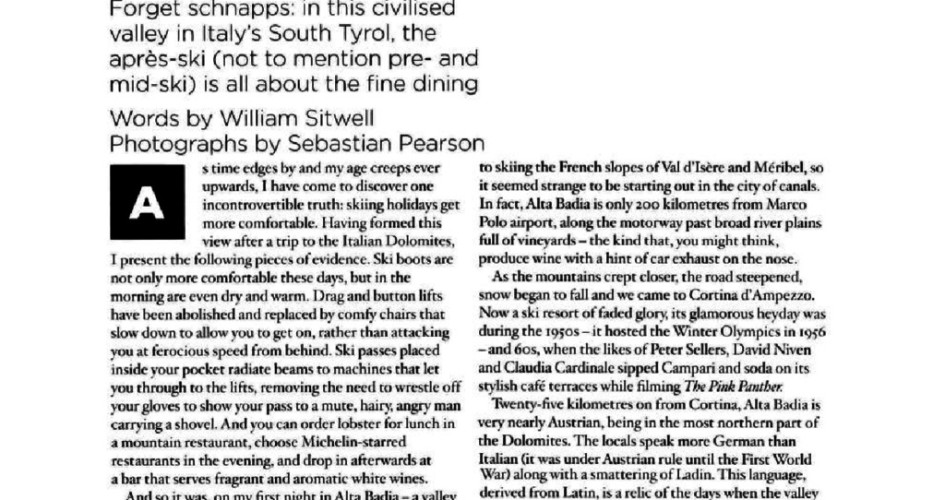 Forget schnapps: in this civilised
valley in Italy's South Tyrol, the
après-ski (not to mention pre- and
mid-ski) is all about the fine dining
Words by William Sitwell
Photographs by Sebastian Pearson
A
s time edges by and my age creeps ever
upwards, I have come to discover one
incontrovertible truth: skiing holidays get
more comfortable. Having formed this
view after a trip to the Italian Dolomites,
I present the following pieces of evidence. Ski boots are
not only more comfortable these days, but in the
morning are even dry and warm. Drag and button lifts
have been abolished and replaced by comfy chairs that
slow down to allow you to get on, rather than attacking
you at ferocious speed from behind. Ski passes placed
inside your pocket radiate beams to machines that let
you through to the lifts, removing the need to wrestle off
your gloves to show your pass to a mute, hairy, angry man
carrying a shovel. And you can order lobster for lunch in
a mountain restaurant, choose Michelin-starred
restaurants in the evening, and drop in afterwards at
a bar that serves fragrant and aromatic white wines.
And so it was, on my first night in Alta Badia – a valley
to skiing the French slopes of Val d'Isère and Méribel, so
it seemed strange to be starting out in the city of canals.
In fact, Alta Badia is only 200 kilometres from Marco
Polo airport, along the motorway past broad river plains
full of vineyards – the kind that, you might think,
produce wine with a hint of car exhaust on the nose.
As the mountains crept closer, the road steepened,
snow began to fall and we came to Cortina d'Ampezzo.
Now a ski resort of faded glory, its glamorous heyday was
during the 1950s – it hosted the Winter Olympics in 1956
– and 60s, when the likes of Peter Sellers, David Niven
and Claudia Cardinale sipped Campari and soda on its
stylish café terraces while filming The Pink Panther.
Twenty-five kilometres on from Cortina, Alta Badia is
very nearly Austrian, being in the most northern part of
the Dolomites. The locals speak more German than
Italian (it was under Austrian rule until the First World
War) along with a smattering of Ladin. This language,
derived from Latin, is a relic of the days when the valley